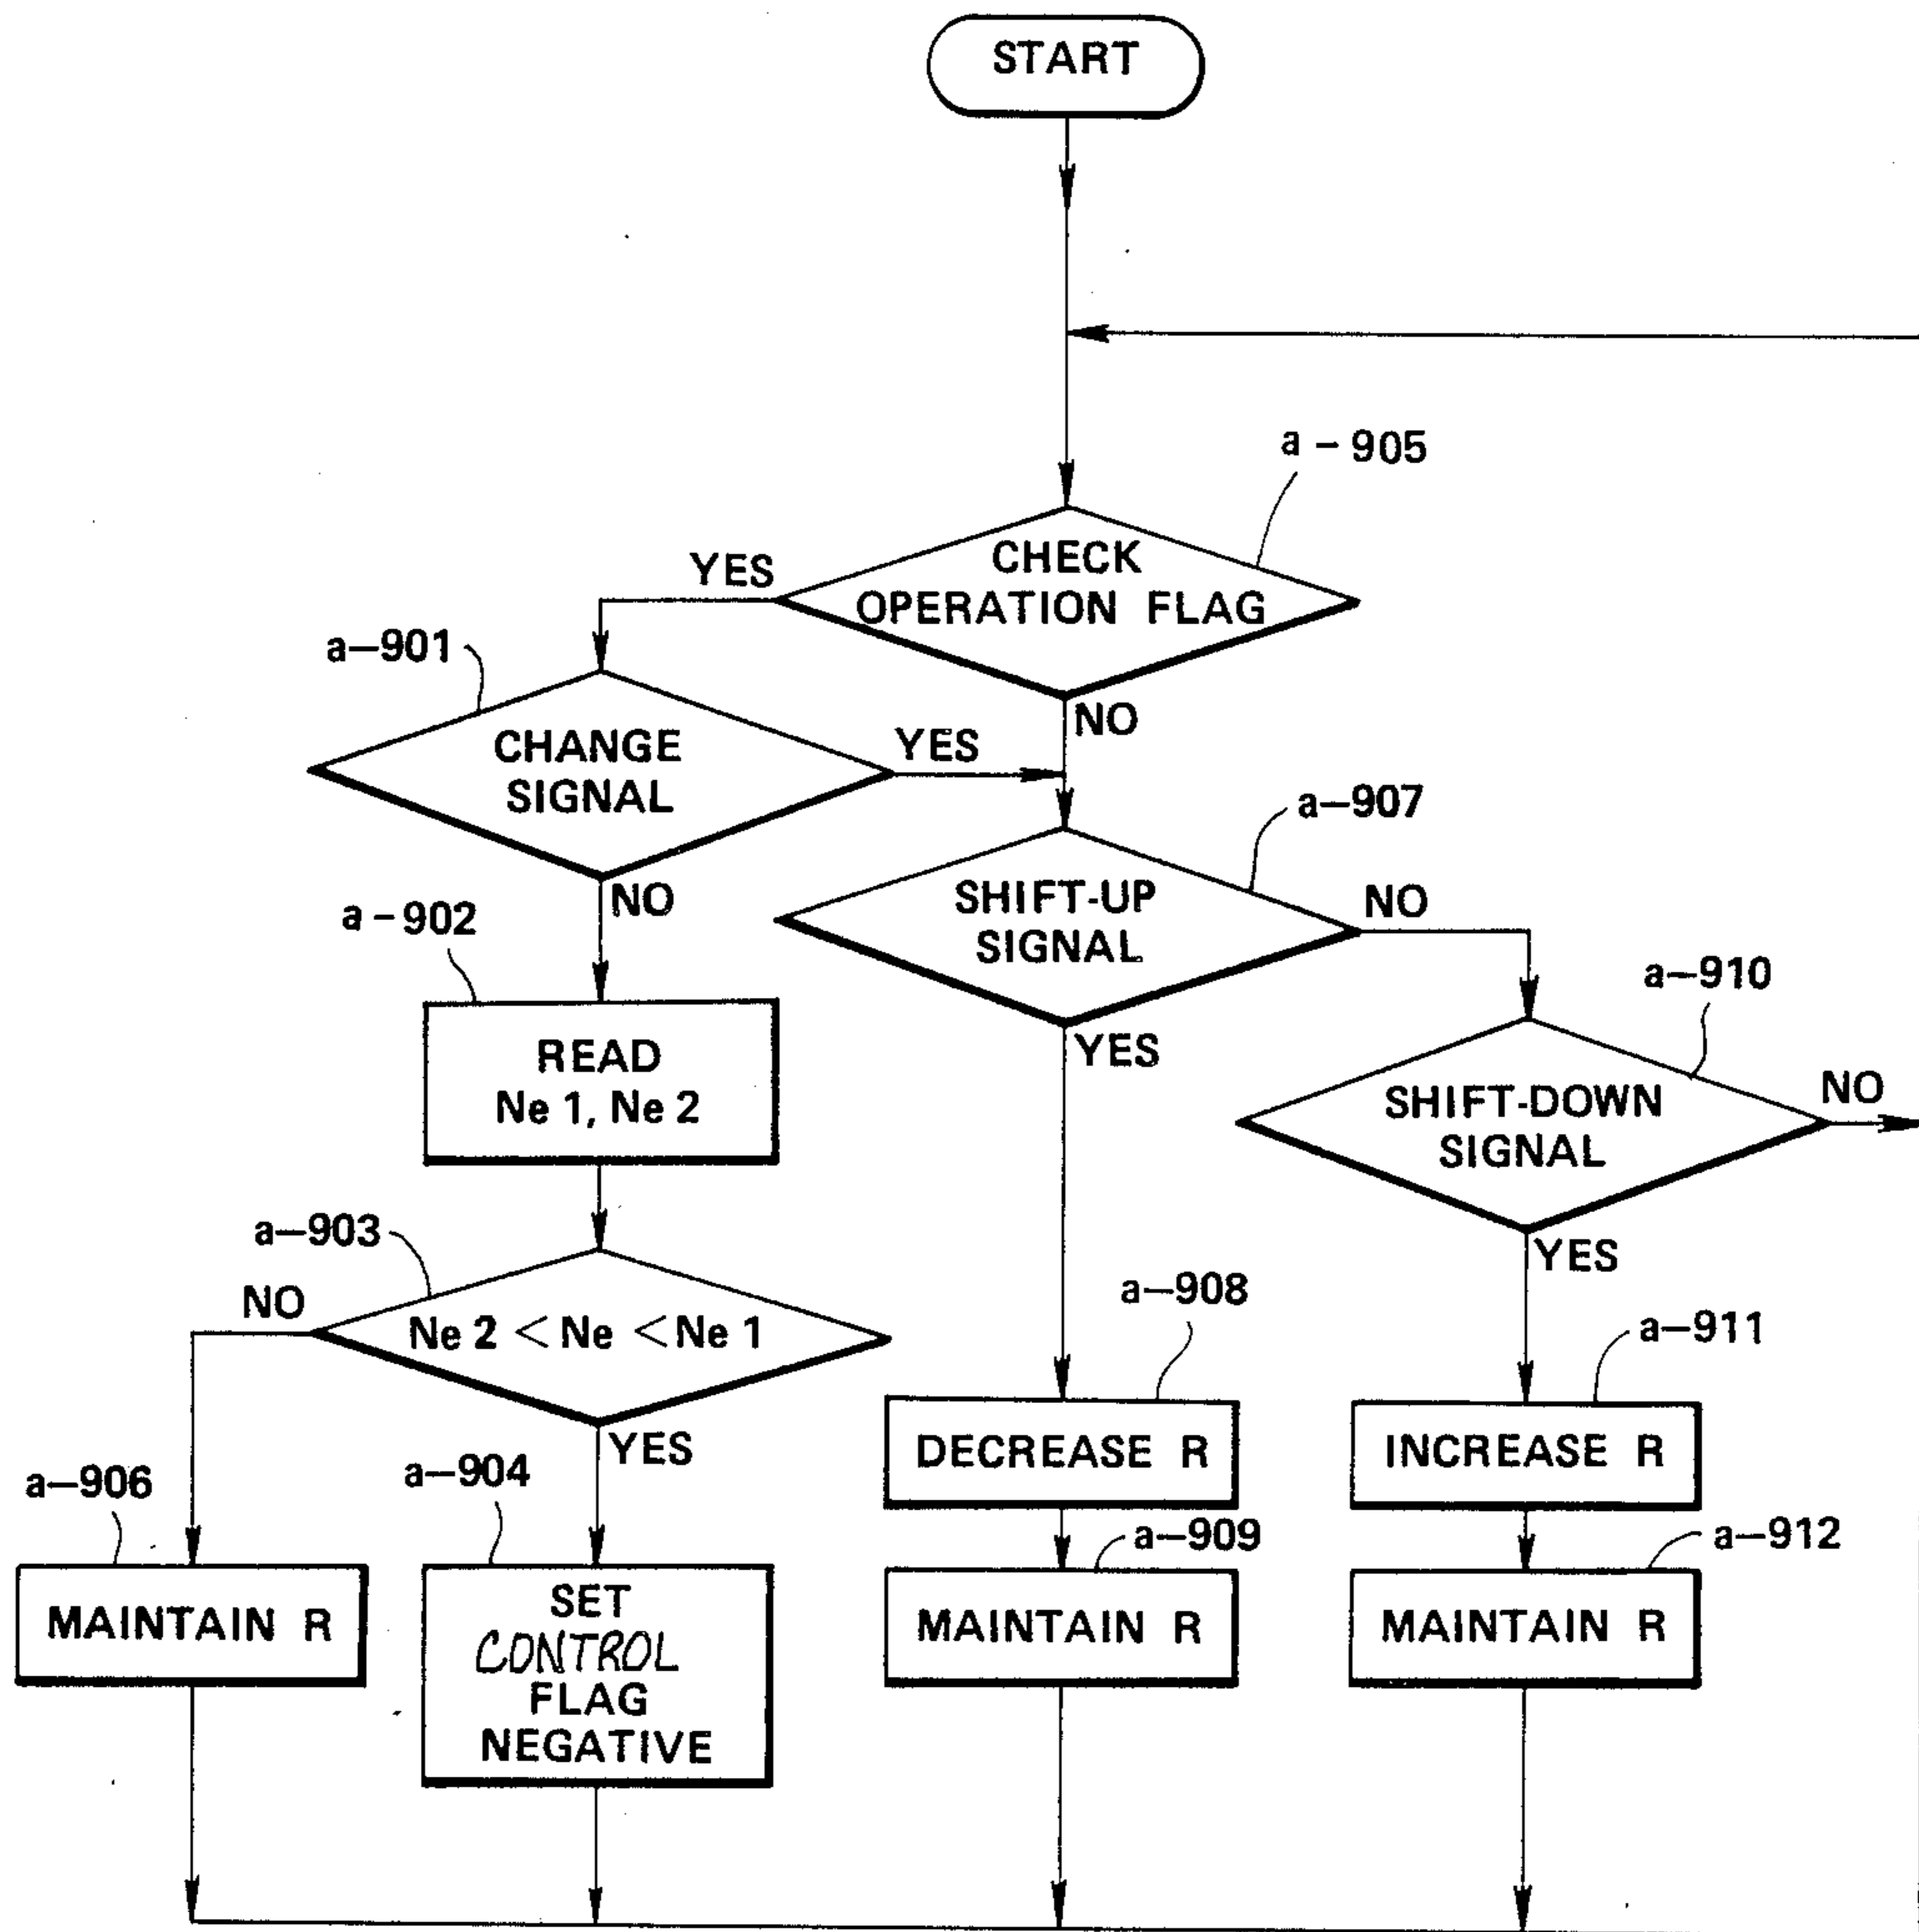 START
a-905
CHECK
OPERATION FLAG
YES
NO
a-901
CHANGE
SIGNAL
YES
NO
a-907
SHIFT-UP
SIGNAL
NO
YES
a-902
READ
Ne 1, Ne 2
a-910
SHIFT-DOWN
SIGNAL
NO
YES
a-903
Ne 2 < Ne < Ne 1
NO
YES
a-908
DECREASE R
a-911
INCREASE R
a-906
MAINTAIN R
a-904
SET
CONTROL
FLAG
NEGATIVE
a-909
MAINTAIN R
a-912
MAINTAIN R